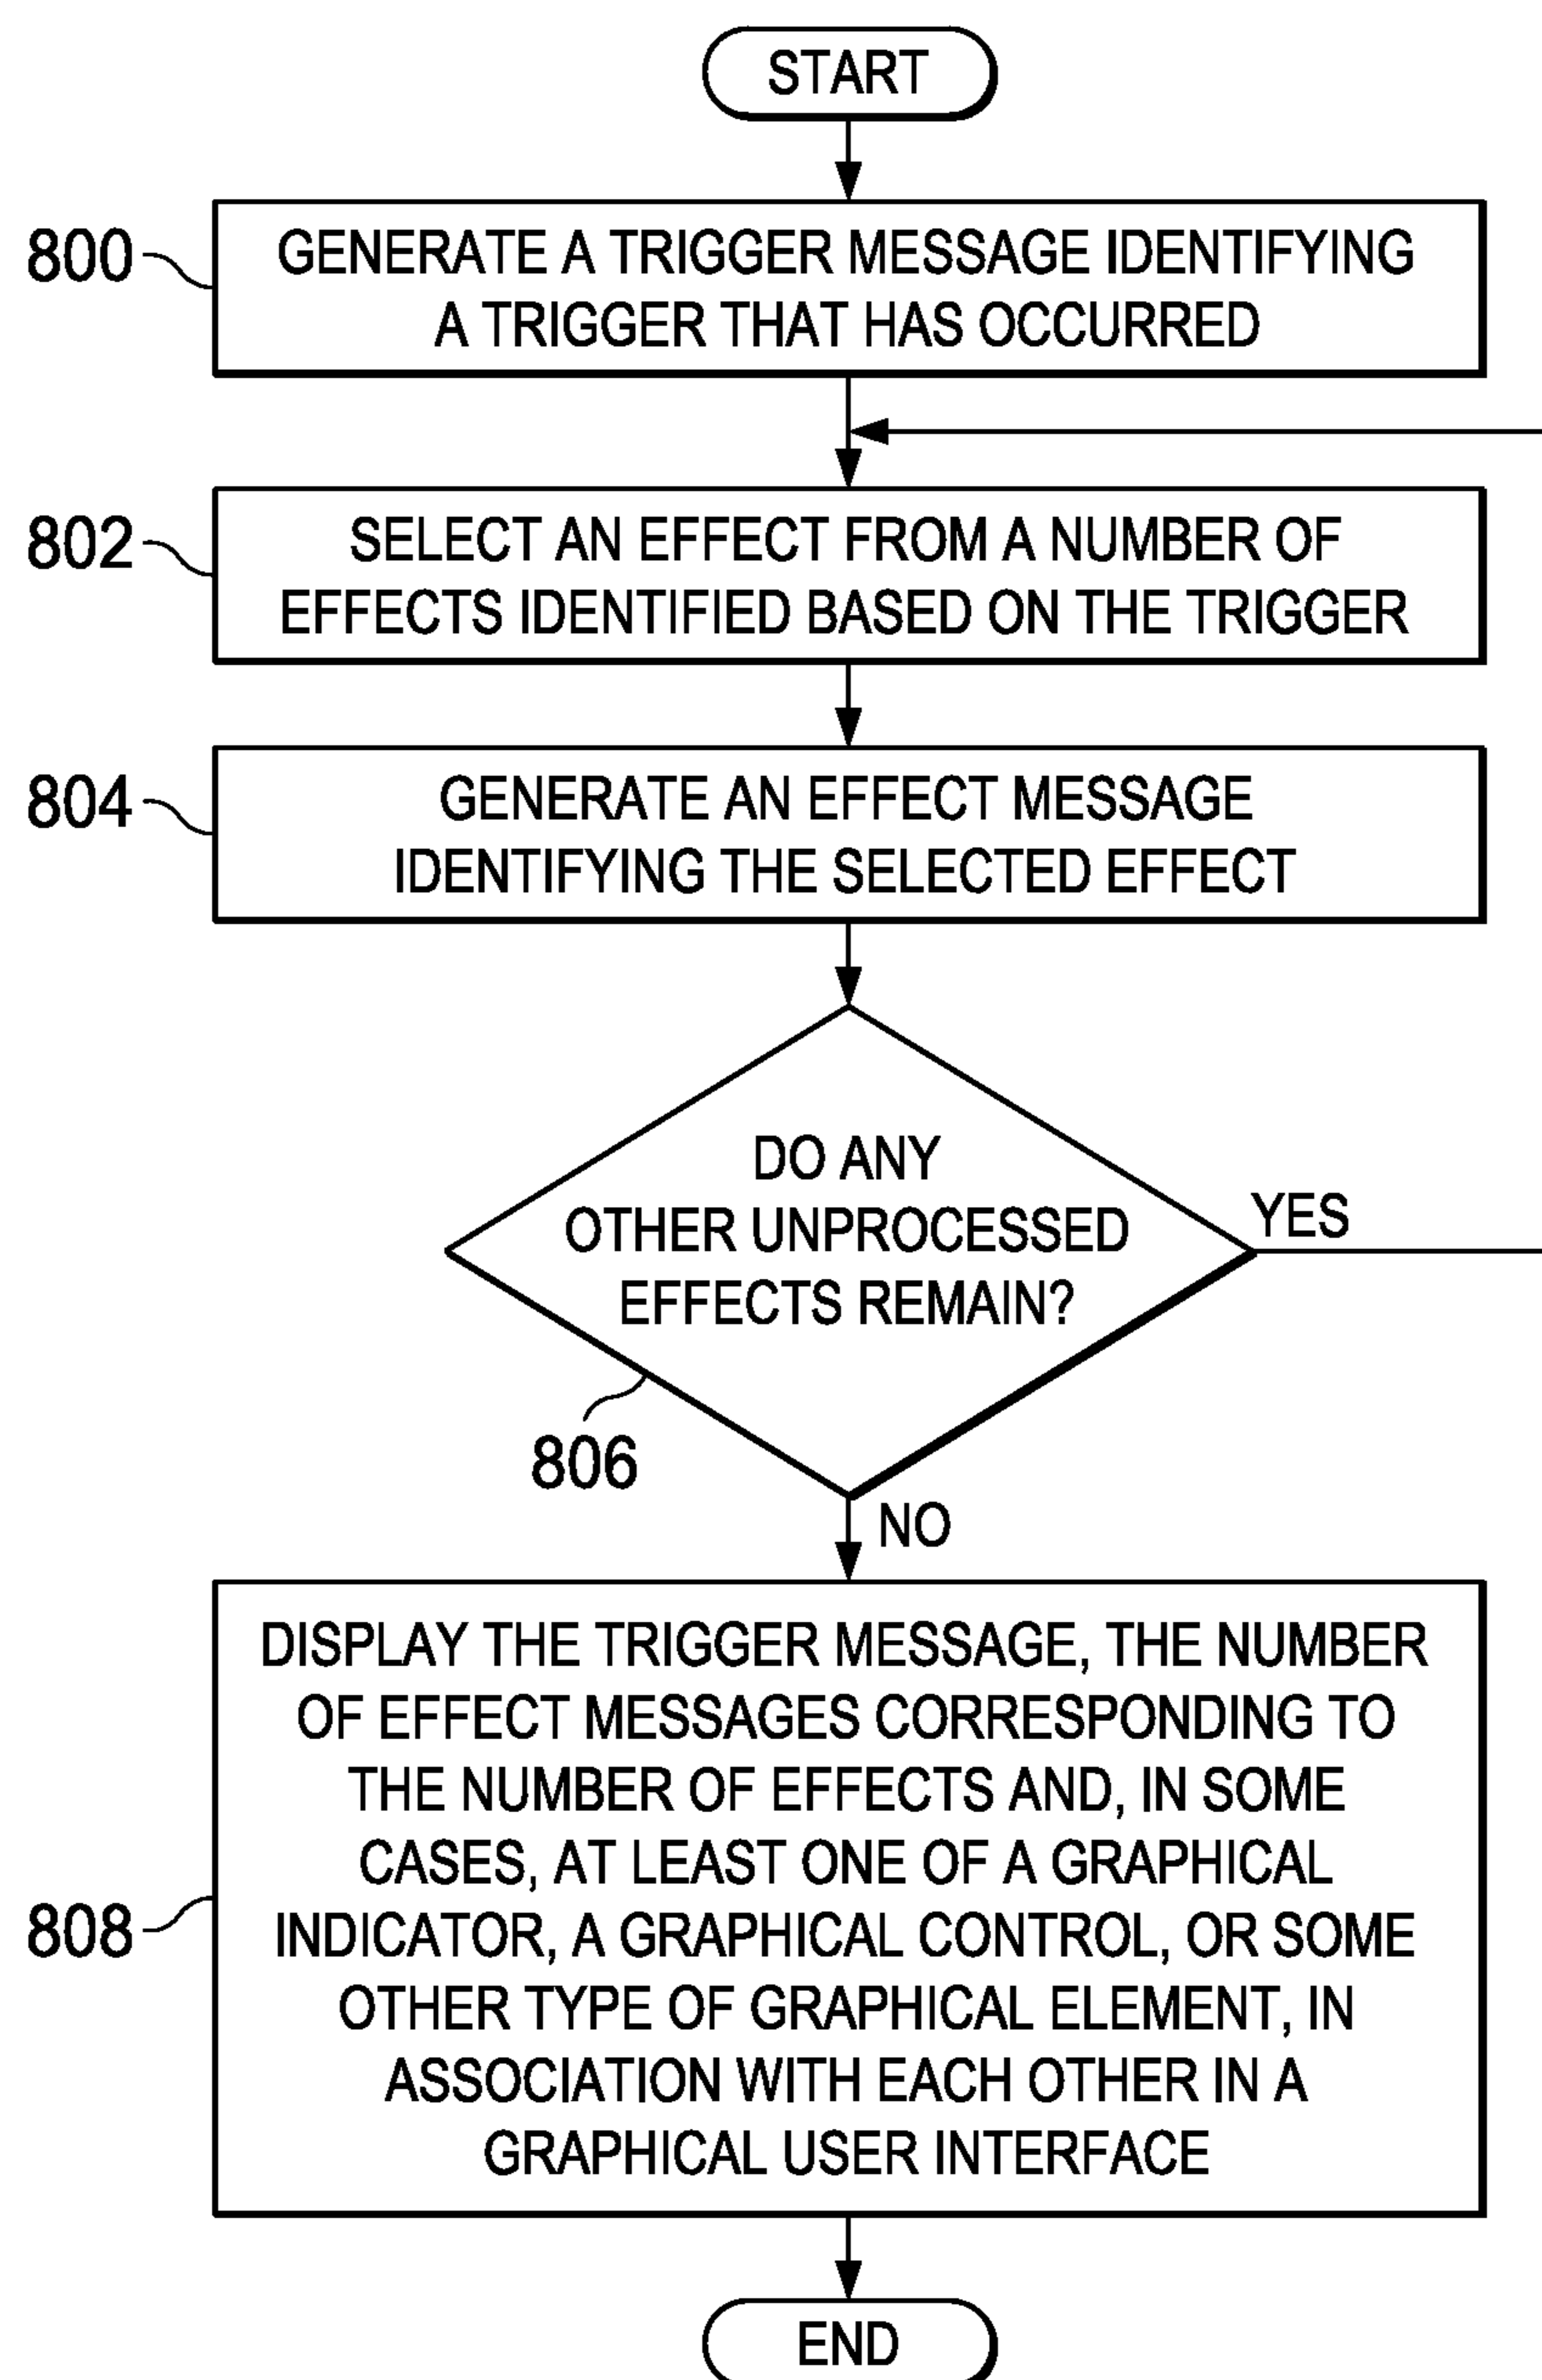 START
800
GENERATE A TRIGGER MESSAGE IDENTIFYING
A TRIGGER THAT HAS OCCURRED
802
SELECT AN EFFECT FROM A NUMBER OF
EFFECTS IDENTIFIED BASED ON THE TRIGGER
804
GENERATE AN EFFECT MESSAGE
IDENTIFYING THE SELECTED EFFECT
DO ANY
OTHER UNPROCESSED
EFFECTS REMAIN?
YES
806
NO
808
DISPLAY THE TRIGGER MESSAGE, THE NUMBER
OF EFFECT MESSAGES CORRESPONDING TO
THE NUMBER OF EFFECTS AND, IN SOME
CASES, AT LEAST ONE OF A GRAPHICAL
INDICATOR, A GRAPHICAL CONTROL, OR SOME
OTHER TYPE OF GRAPHICAL ELEMENT, IN
ASSOCIATION WITH EACH OTHER IN A
GRAPHICAL USER INTERFACE
END